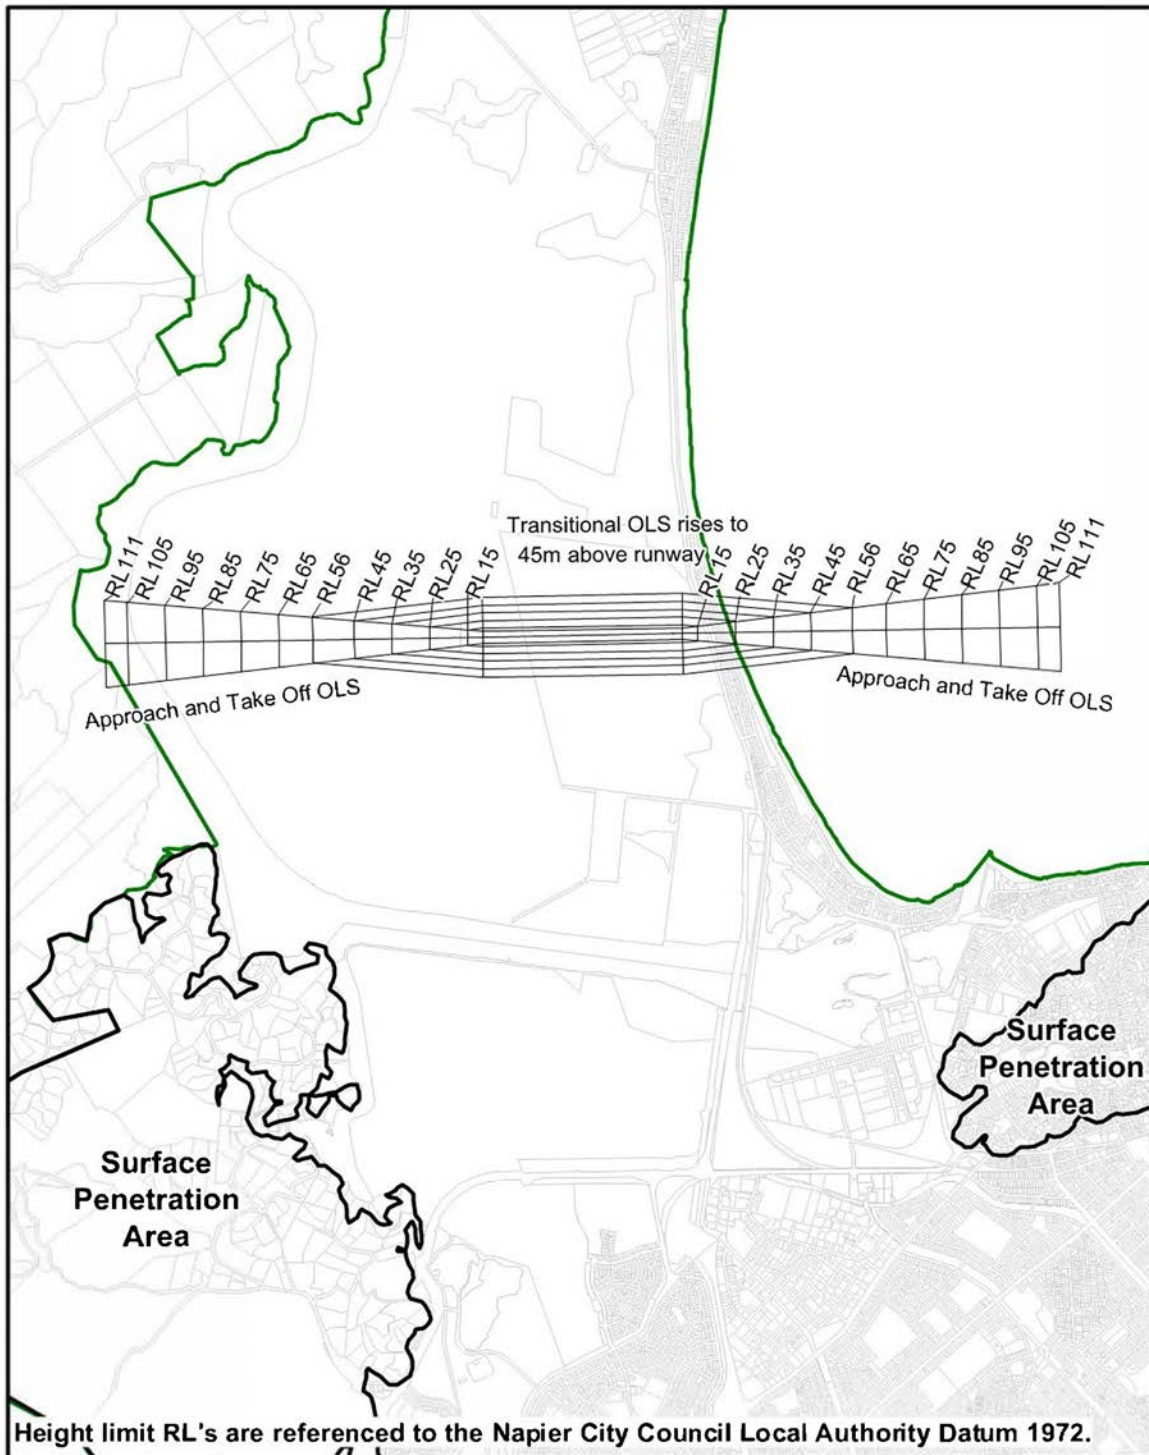 Transitional OLS rises to
45m above runway
RL111
RL105
RL95
RL85
RL75
RL65
RL56
RL45
RL35
RL25
RL15
RL15
RL25
RL35
RL45
RL56
RL65
RL75
RL85
RL95
RL105
RL111
Approach and Take Off OLS
Approach and Take Off OLS
Surface
Penetration
Area
Surface
Penetration
Area
Height limit RL's are referenced to the Napier City Council Local Authority Datum 1972.